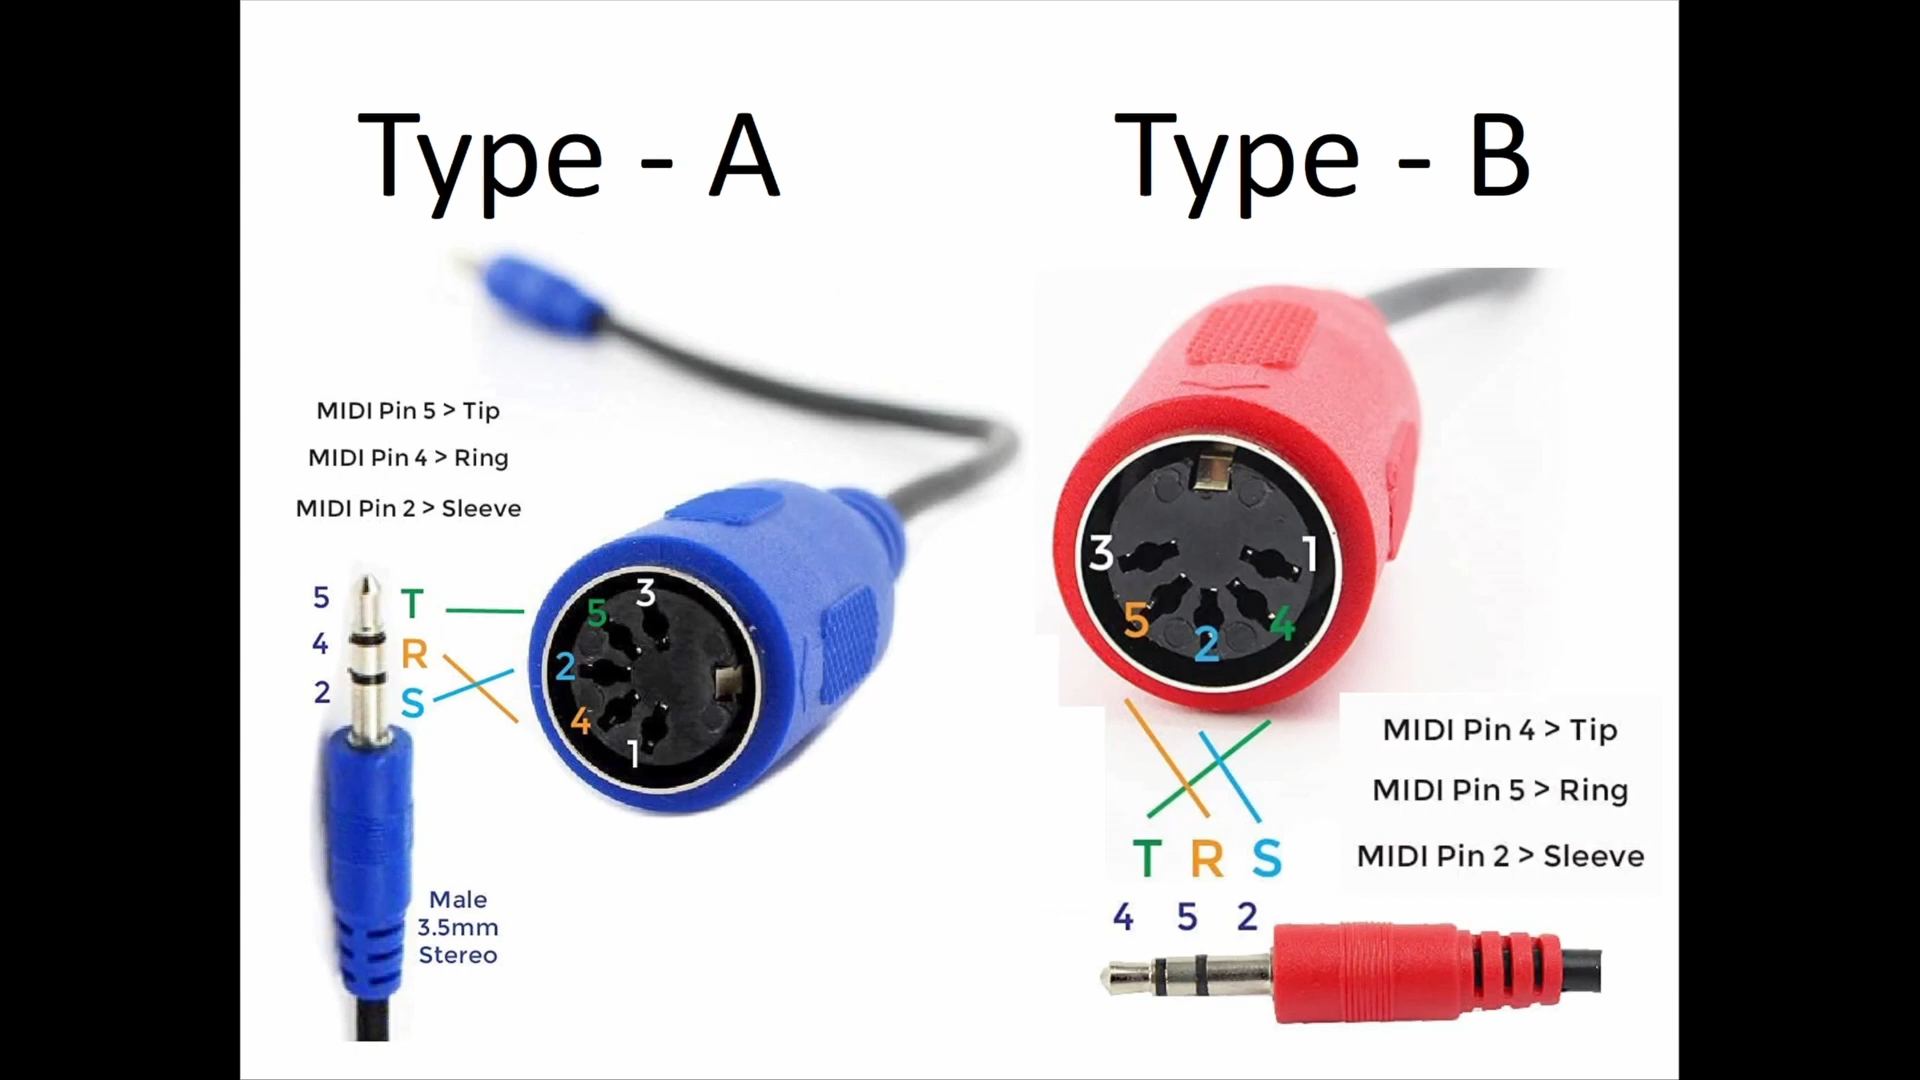 Type - A
MIDI Pin 5 > Tip
MIDI Pin 4 > Ring
MIDI Pin 2 > Sleeve
5 T
4 R
2 S
3
5
2
4
1
Male
3.5mm
Stereo
Type - B
3 1
5 2 4
MIDI Pin 4 > Tip
MIDI Pin 5 > Ring
MIDI Pin 2 > Sleeve
T R S
4 5 2